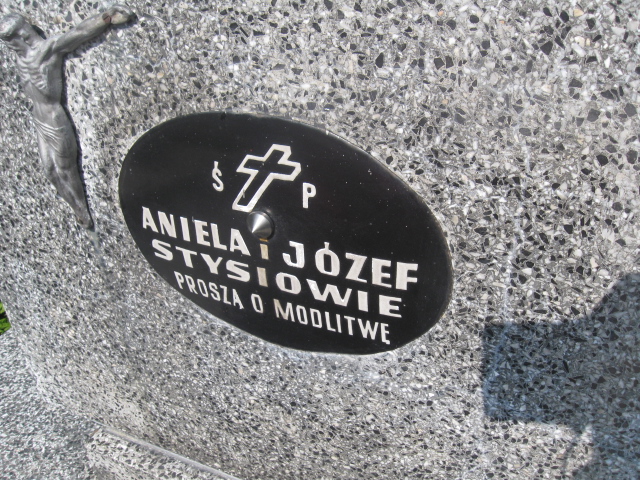 Ś P
ANIELA i JÓZEF
STYSIOWIE
PROSZĄ O MODLITWĘ